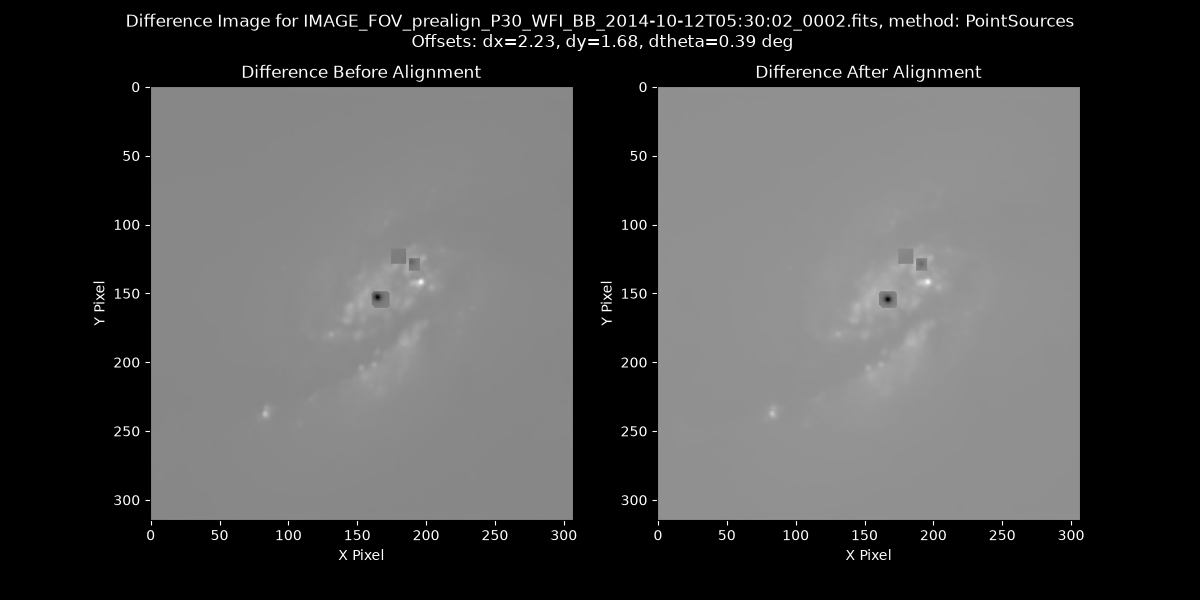 Difference Image for IMAGE_FOV_prealign_P30_WFI_BB_2014-10-12T05:30:02_0002.fits, method: PointSources
Offsets: dx=2.23, dy=1.68, dtheta=0.39 deg
Difference Before Alignment
0
50
100
150
200
250
300
Y Pixel
0 50 100 150 200 250 300
X Pixel
Difference After Alignment
0
50
100
150
200
250
300
Y Pixel
0 50 100 150 200 250 300
X Pixel